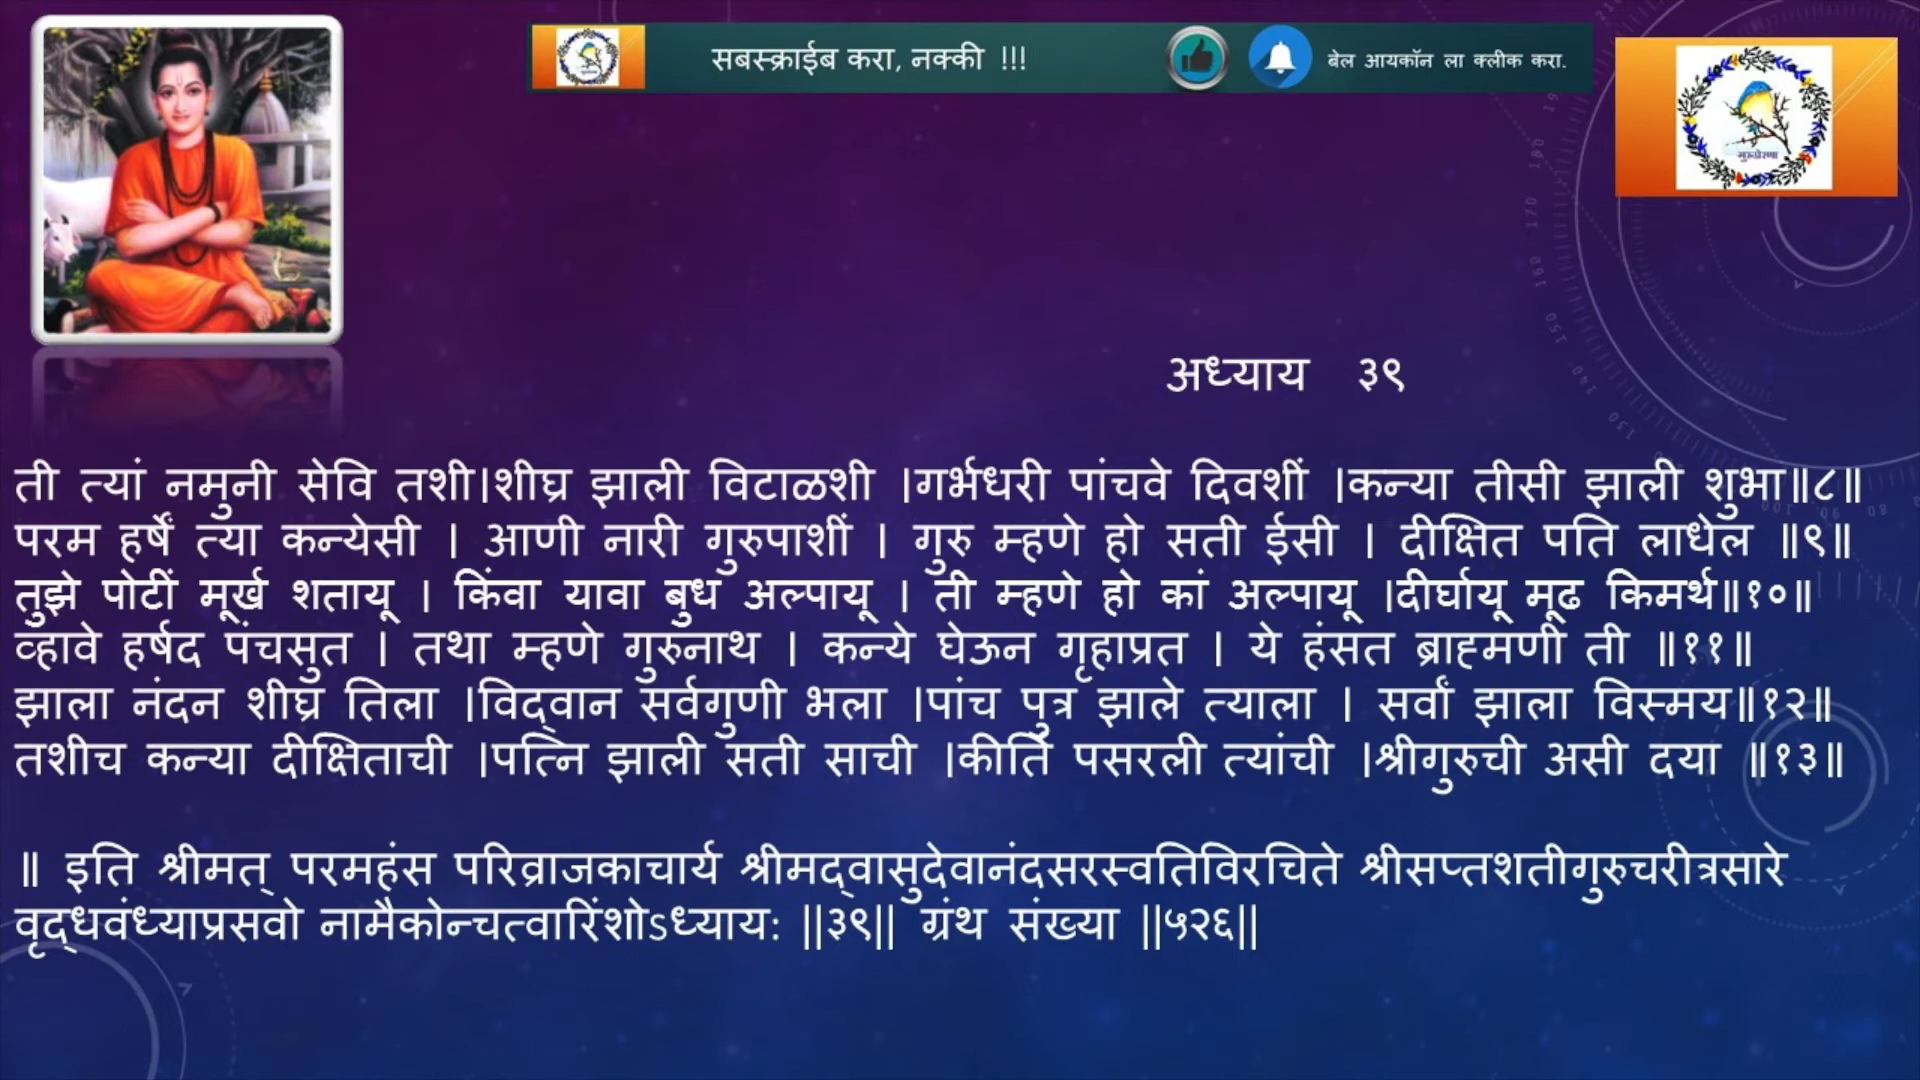 सबस्क्राईब करा, नक्की !!!
बेल आयकॉन ला क्लीक करा.
गुरुप्रेरणा
अध्याय ३९
ती त्यां नमुनी सेवि तशी।शीघ्र झाली विटाळशी ।गर्भधरी पांचवे दिवशीं ।कन्या तीसी झाली शुभा॥८॥
परम हर्षें त्या कन्येसी । आणी नारी गुरुपाशीं । गुरु म्हणे हो सती ईसी । दीक्षित पति लाधेल ॥९॥
तुझे पोटीं मूर्ख शतायू । किंवा यावा बुध अल्पायू । ती म्हणे हो कां अल्पायू ।दीर्घायू मूढ किमर्थ॥१०॥
व्हावे हर्षद पंचसुत । तथा म्हणे गुरुनाथ । कन्ये घेऊन गृहाप्रत । ये हंसत ब्राह्मणी ती ॥११॥
झाला नंदन शीघ्र तिला ।विद्वान सर्वगुणी भला ।पांच पुत्र झाले त्याला । सर्वां झाला विस्मय॥१२॥
तशीच कन्या दीक्षिताची ।पत्नि झाली सती साची ।कीर्ति पसरली त्यांची ।श्रीगुरुची असी दया ॥१३॥
॥ इति श्रीमत् परमहंस परिव्राजकाचार्य श्रीमद्वासुदेवानंदसरस्वतिविरचिते श्रीसप्तशतीगुरुचरीत्रसारे
वृद्धवंध्याप्रसवो नामैकोन्चत्वारिंशोऽध्यायः ||३९|| ग्रंथ संख्या ||५२६||